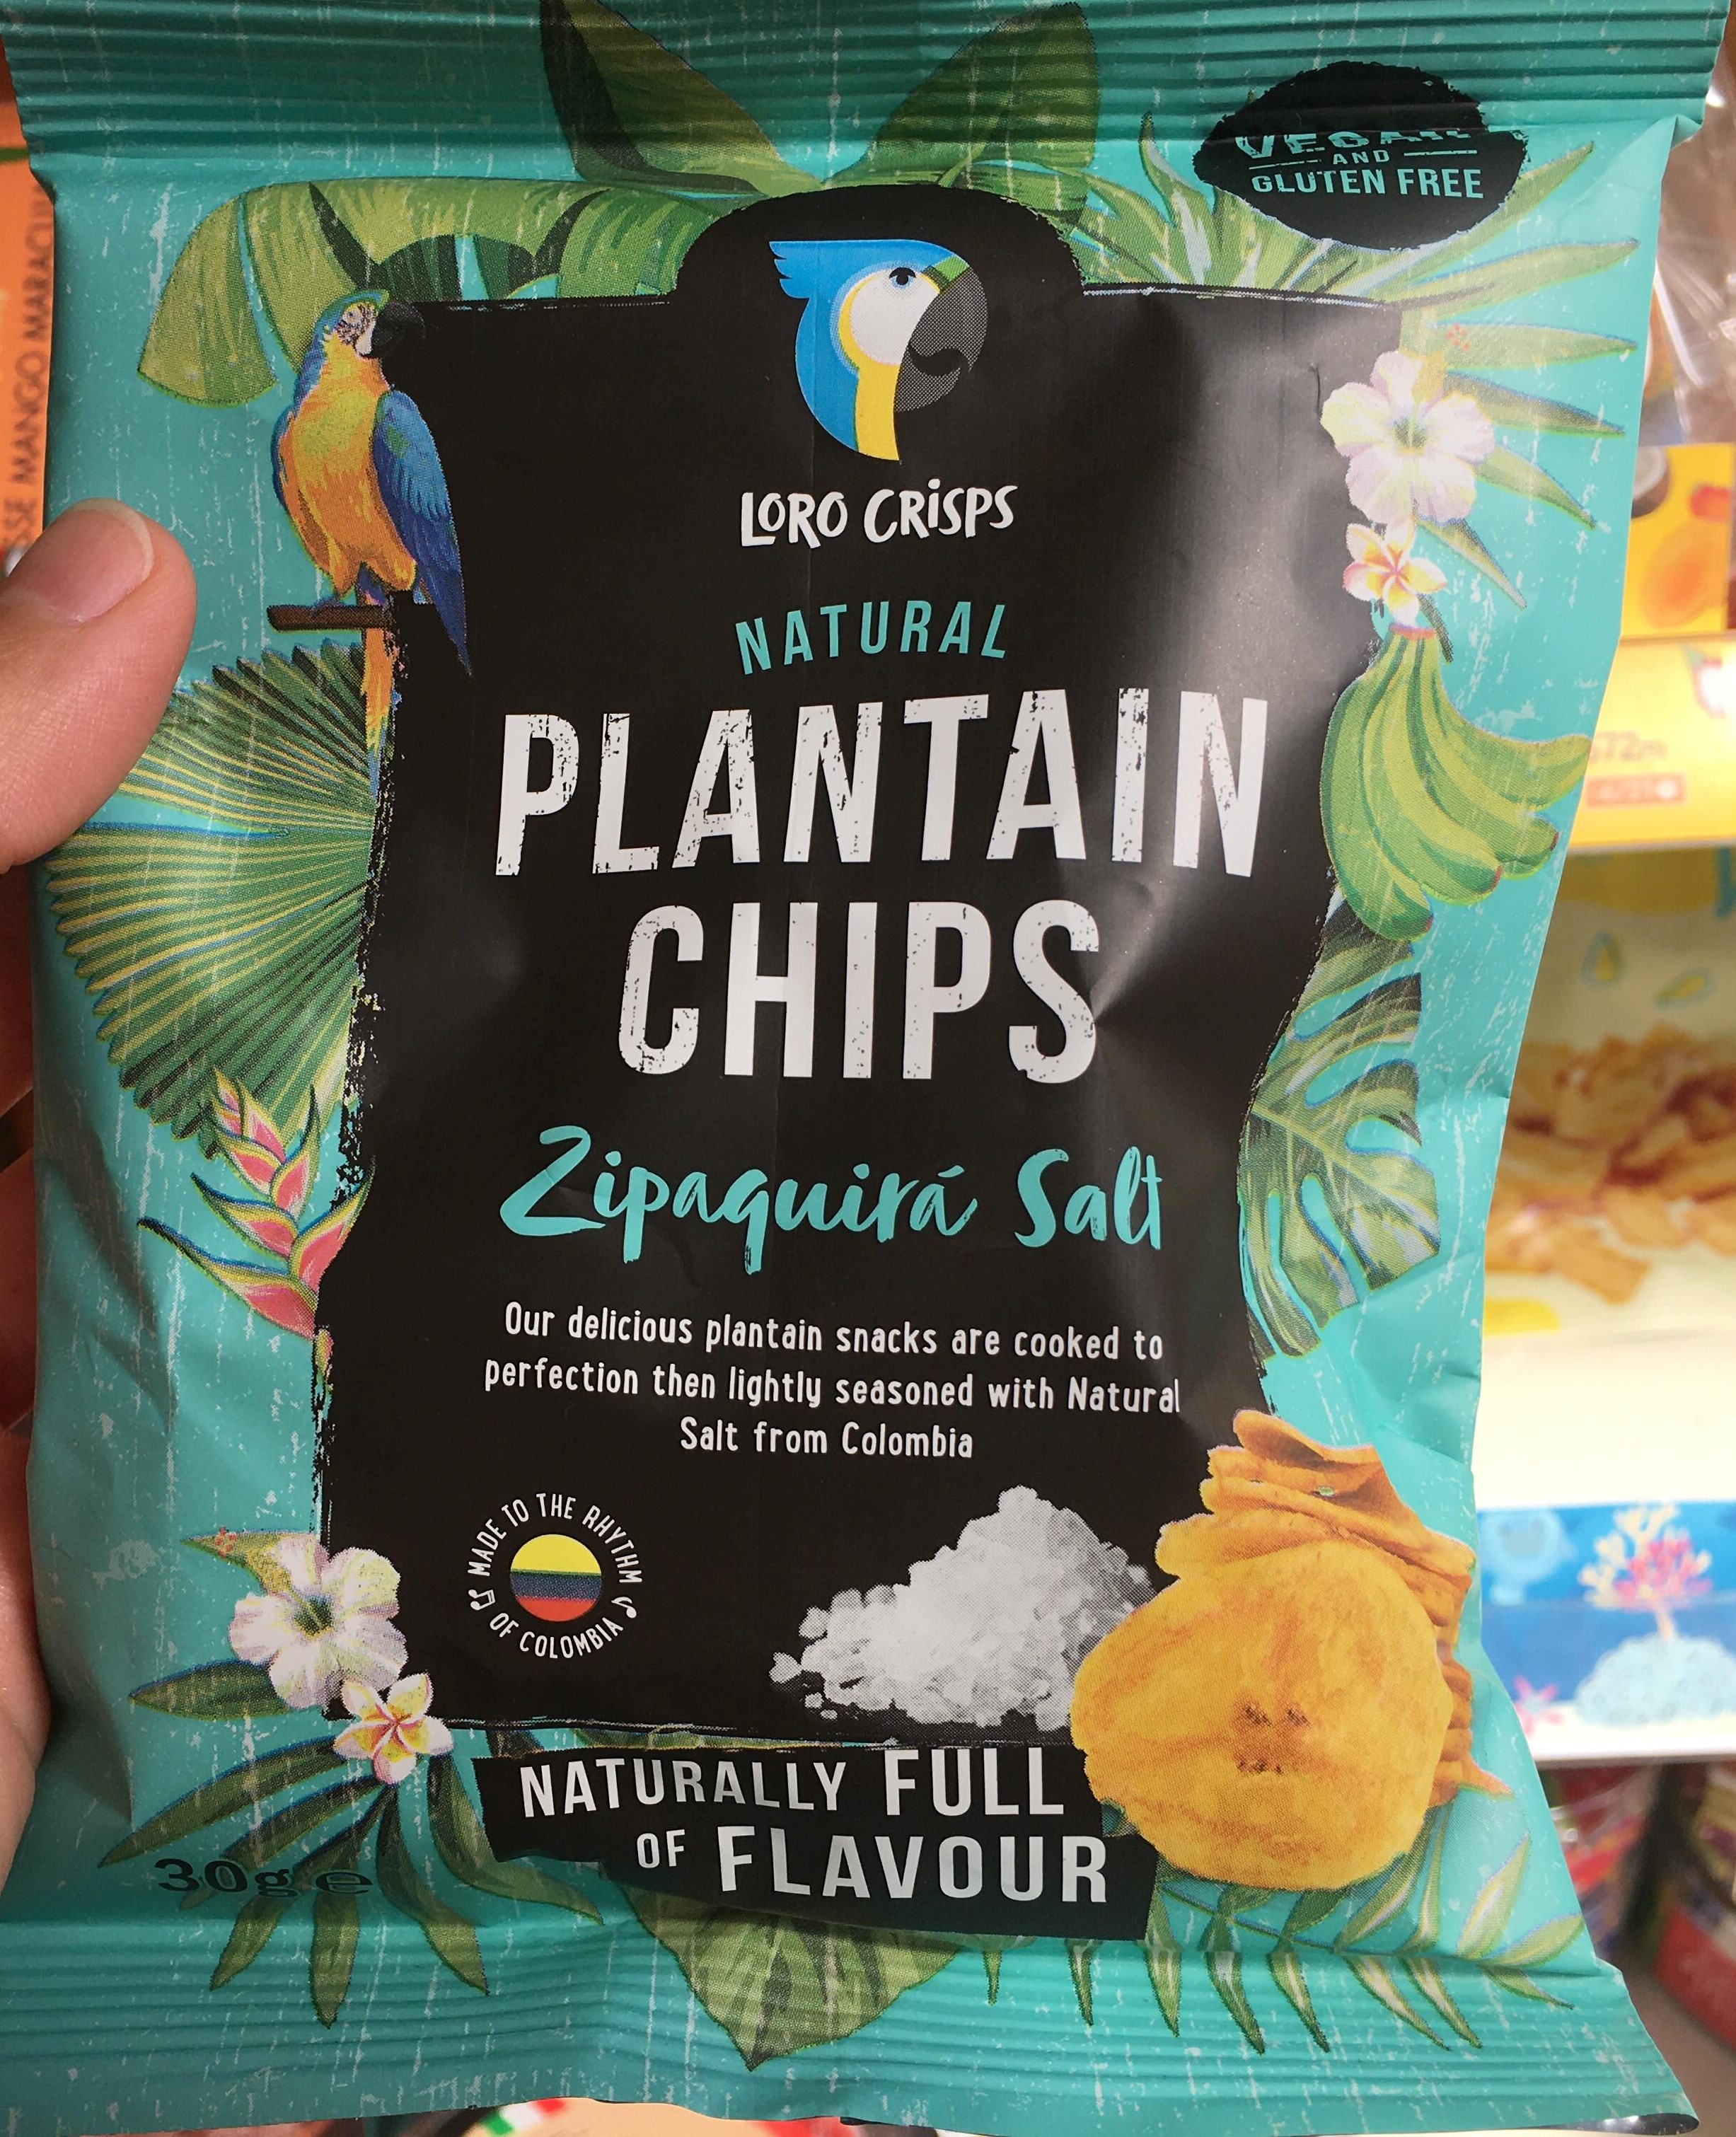 VEGAN
AND
GLUTEN FREE
LORO CRiSPS
NATURAL
PLANTAIN
CHIPS
Zipaquirá Salt
Our delicious plantain snacks are cooked to
perfection then lightly seasoned with Natural
Salt from Colombia
MADE TO THE RHYTHM
OF COLOMBIA
NATURALLY FULL
OF FLAVOUR
30g e
MANGO MARACUJA